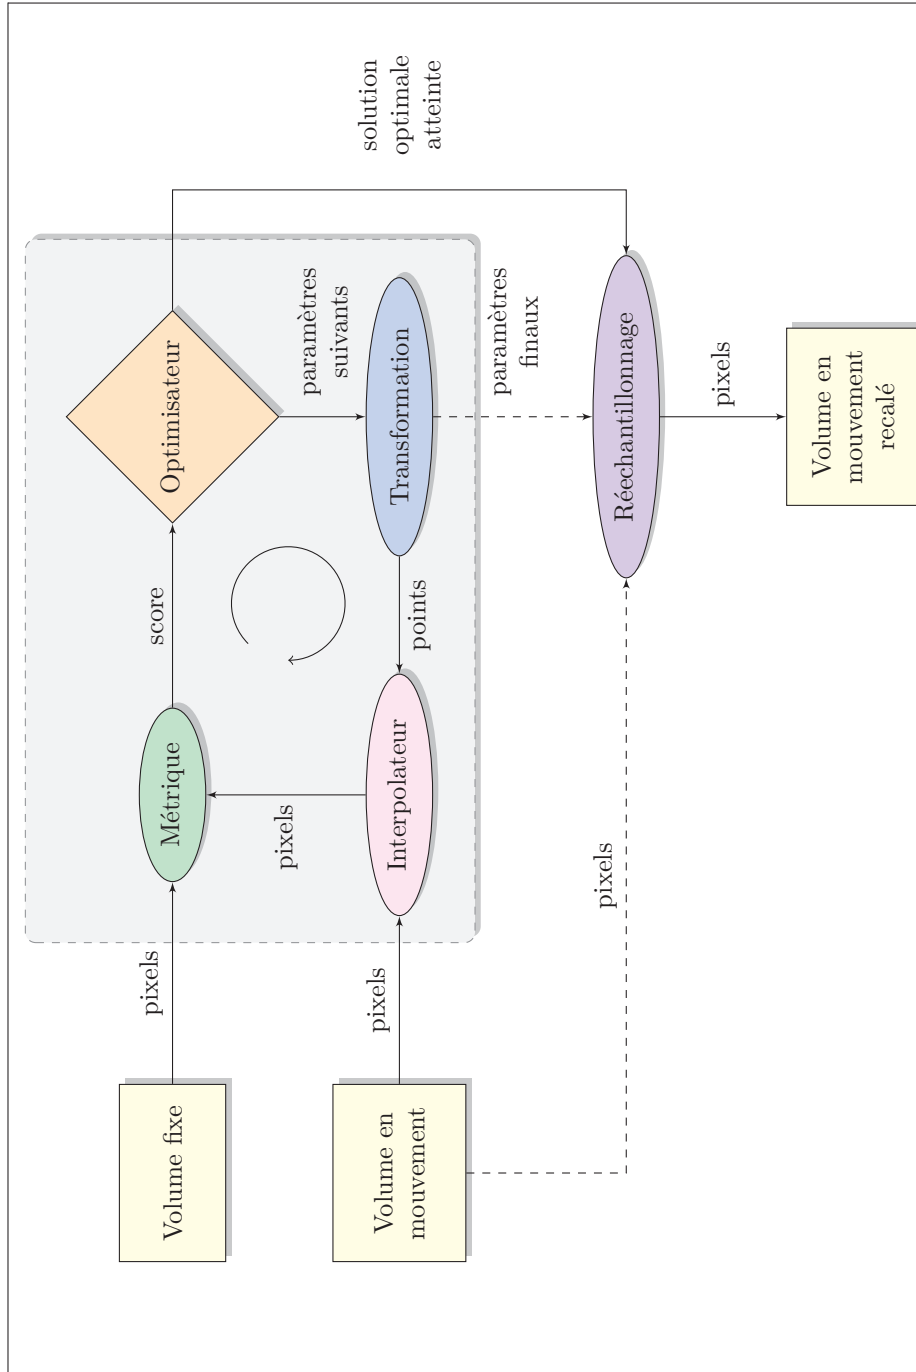 Volume fixe
pixels
Métrique
score
Optimisateur
Volume en
mouvement
pixels
Interpolateur
pixels
points
Transformation
paramètres
suivants
solution
optimale
atteinte
paramètres
finaux
pixels
Réechantillonnage
pixels
Volume en
mouvement
recalé